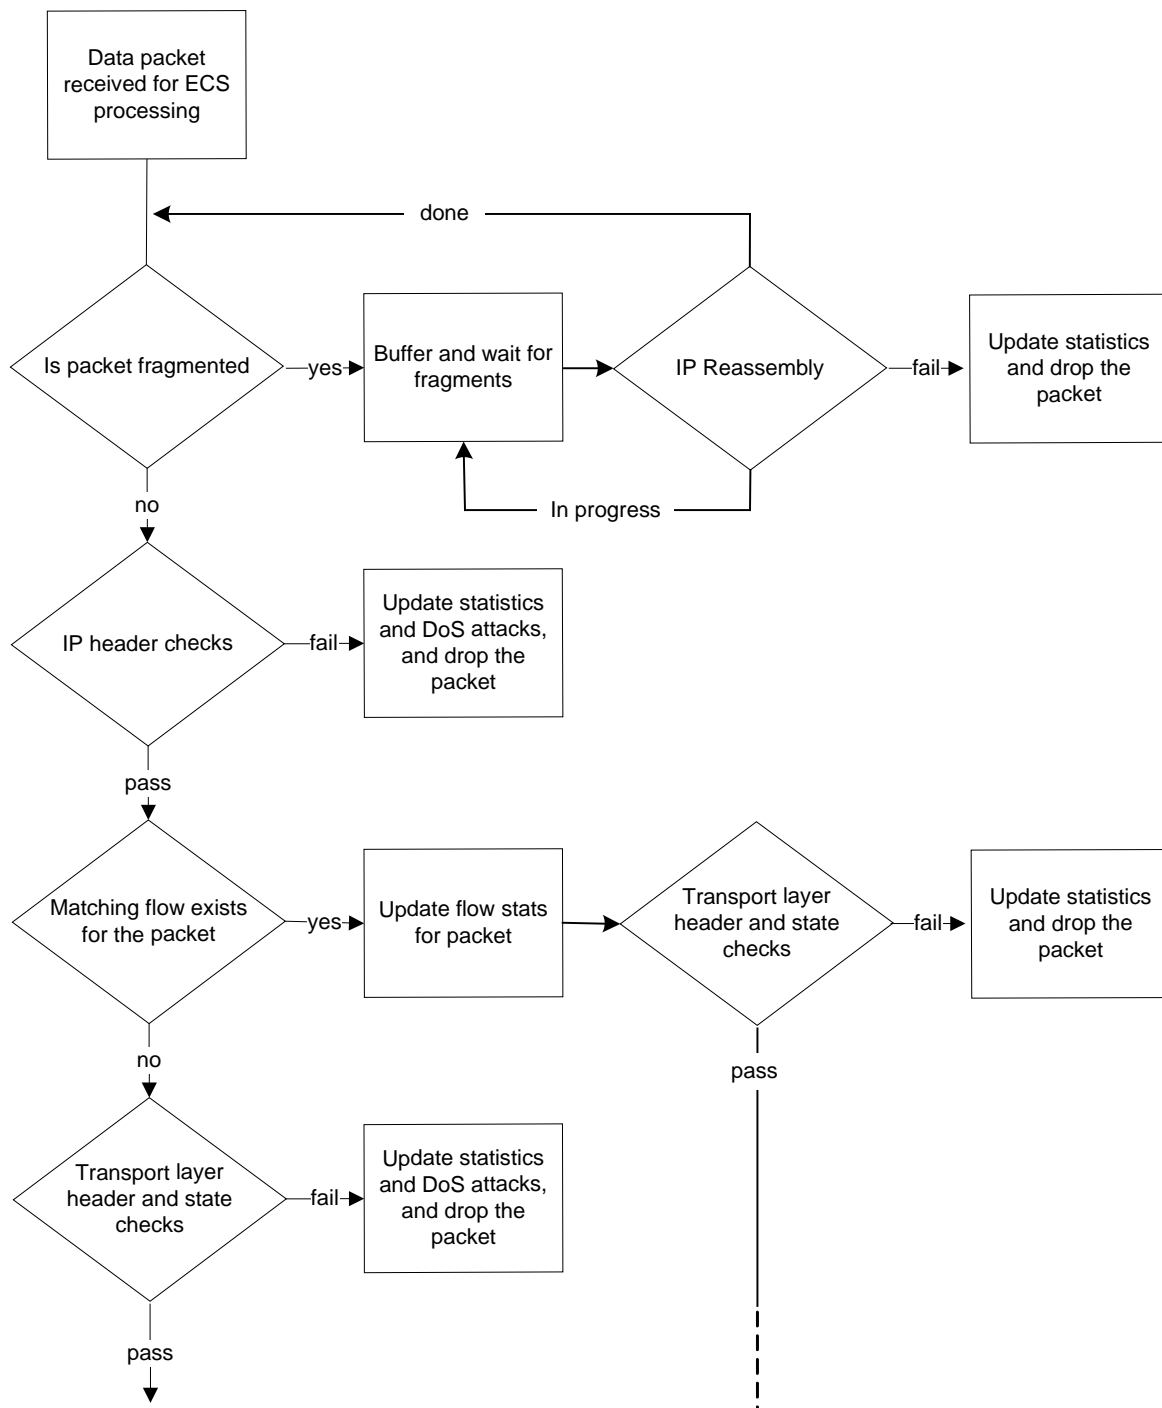 Data packet
received for ECS
processing
done
Is packet fragmented
yes
Buffer and wait for
fragments
IP Reassembly
fail
Update statistics
and drop the
packet
In progress
no
IP header checks
fail
Update statistics
and DoS attacks,
and drop the
packet
pass
Matching flow exists
for the packet
yes
Update flow stats
for packet
Transport layer
header and state
checks
fail
Update statistics
and drop the
packet
no
pass
Transport layer
header and state
checks
fail
Update statistics
and DoS attacks,
and drop the
packet
pass